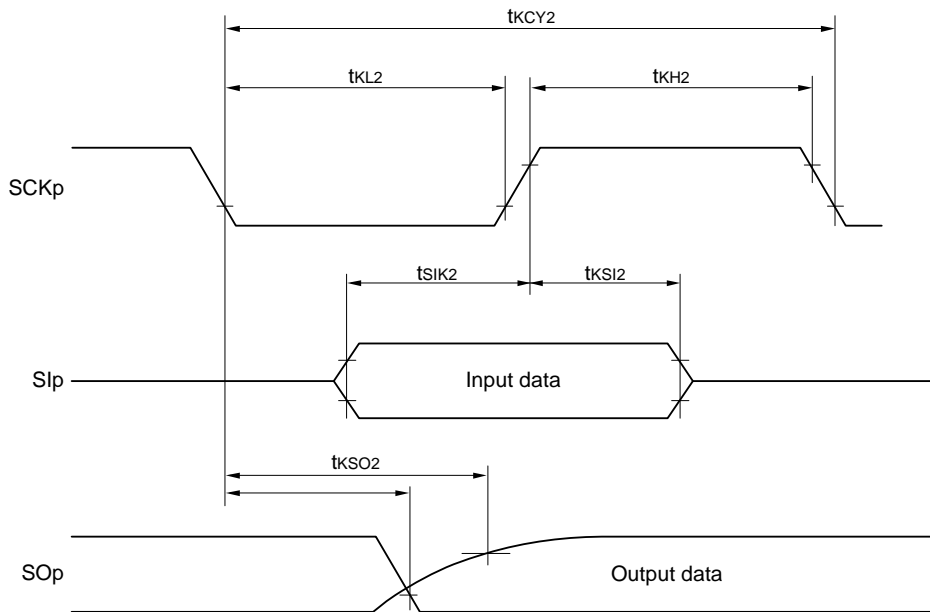 tKCY2
tKL2
tKH2
SCKp
tSIK2
tKSI2
SIp
Input data
tKSO2
SOp
Output data